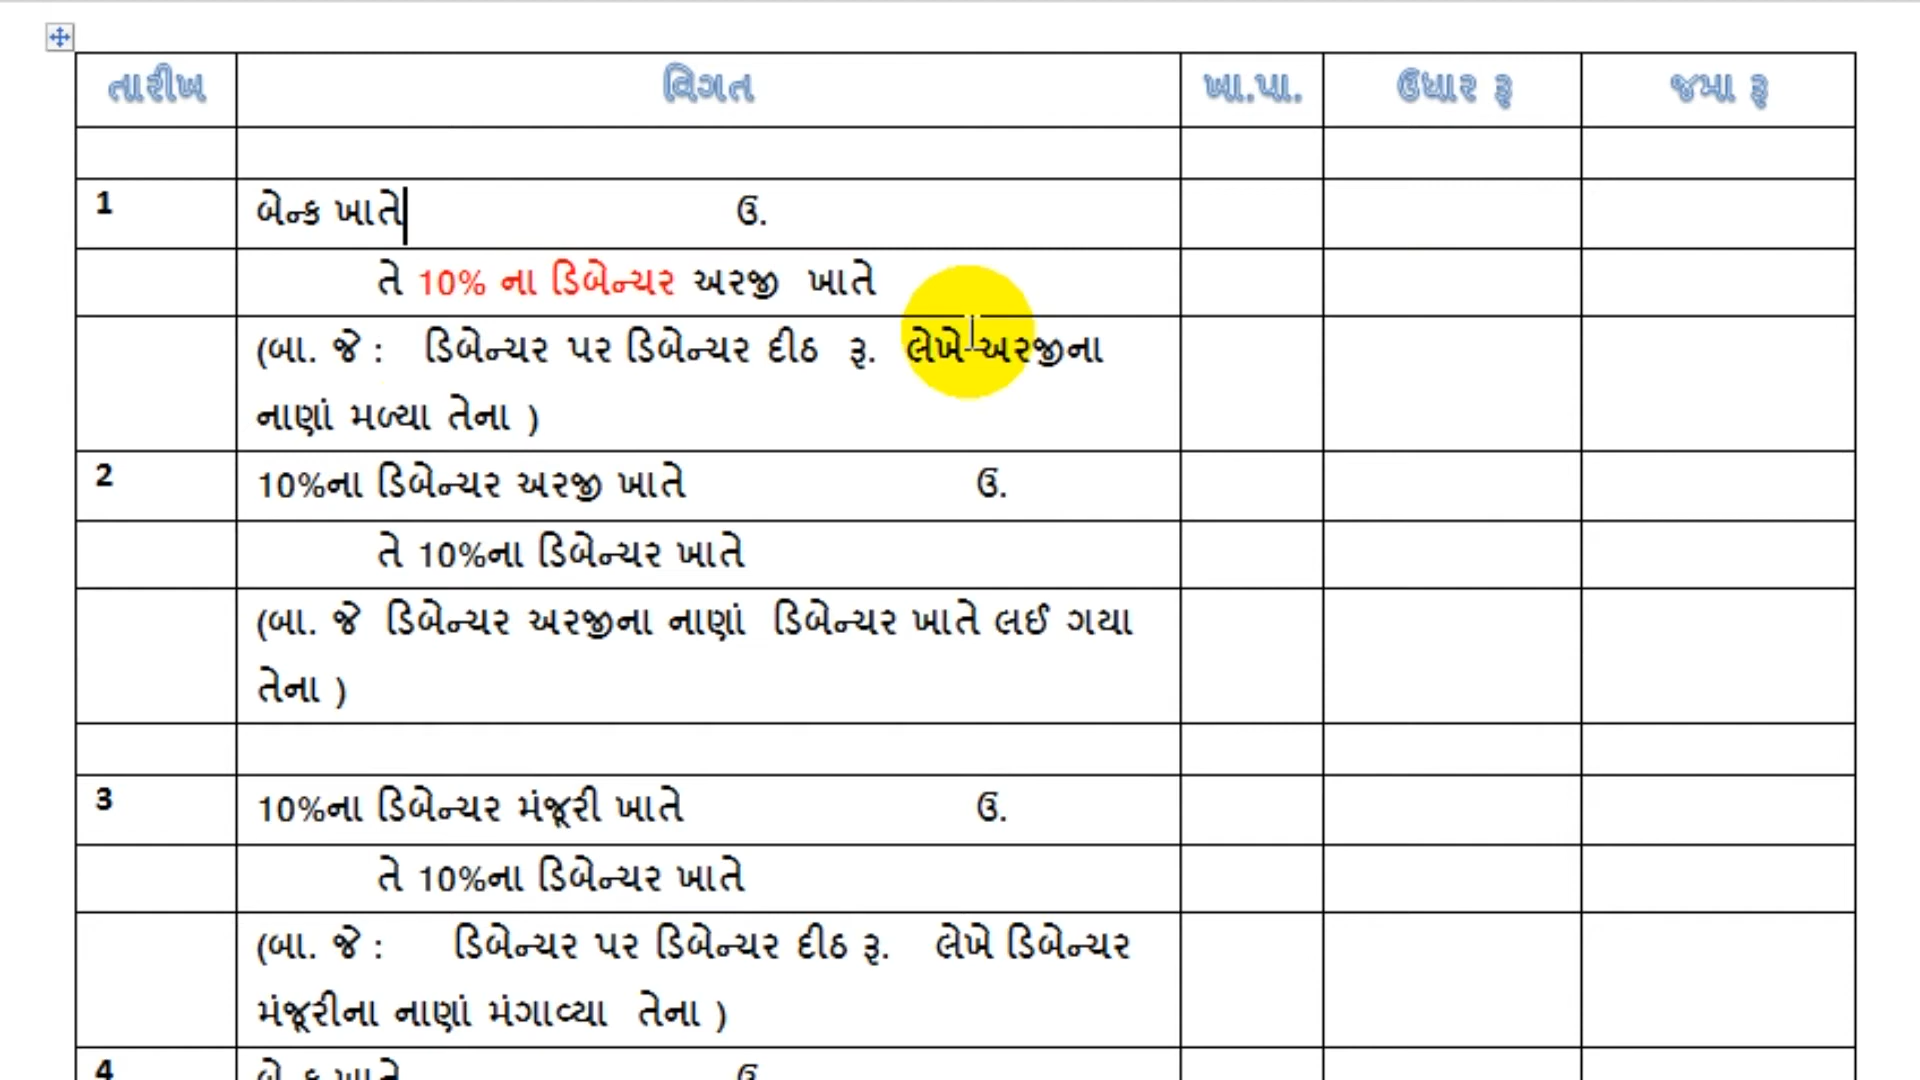 તારીખ વિગત ખા.પા. ઉધાર રૂ જમા રૂ
1 બેન્ક ખાતે ઉ.
તે 10% ના ડિબેન્ચર અરજી ખાતે
(બા. જે : ડિબેન્ચર પર ડિબેન્ચર દીઠ રૂ. લેખે અરજીના
નાણાં મળ્યા તેના )
2 10%ના ડિબેન્ચર અરજી ખાતે ઉ.
તે 10%ના ડિબેન્ચર ખાતે
(બા. જે ડિબેન્ચર અરજીના નાણાં ડિબેન્ચર ખાતે લઈ ગયા
તેના )
3 10%ના ડિબેન્ચર મંજૂરી ખાતે ઉ.
તે 10%ના ડિબેન્ચર ખાતે
(બા. જે : ડિબેન્ચર પર ડિબેન્ચર દીઠ રૂ. લેખે ડિબેન્ચર
મંજૂરીના નાણાં મંગાવ્યા તેના )
4 બેન્ક ખાતે ઉ